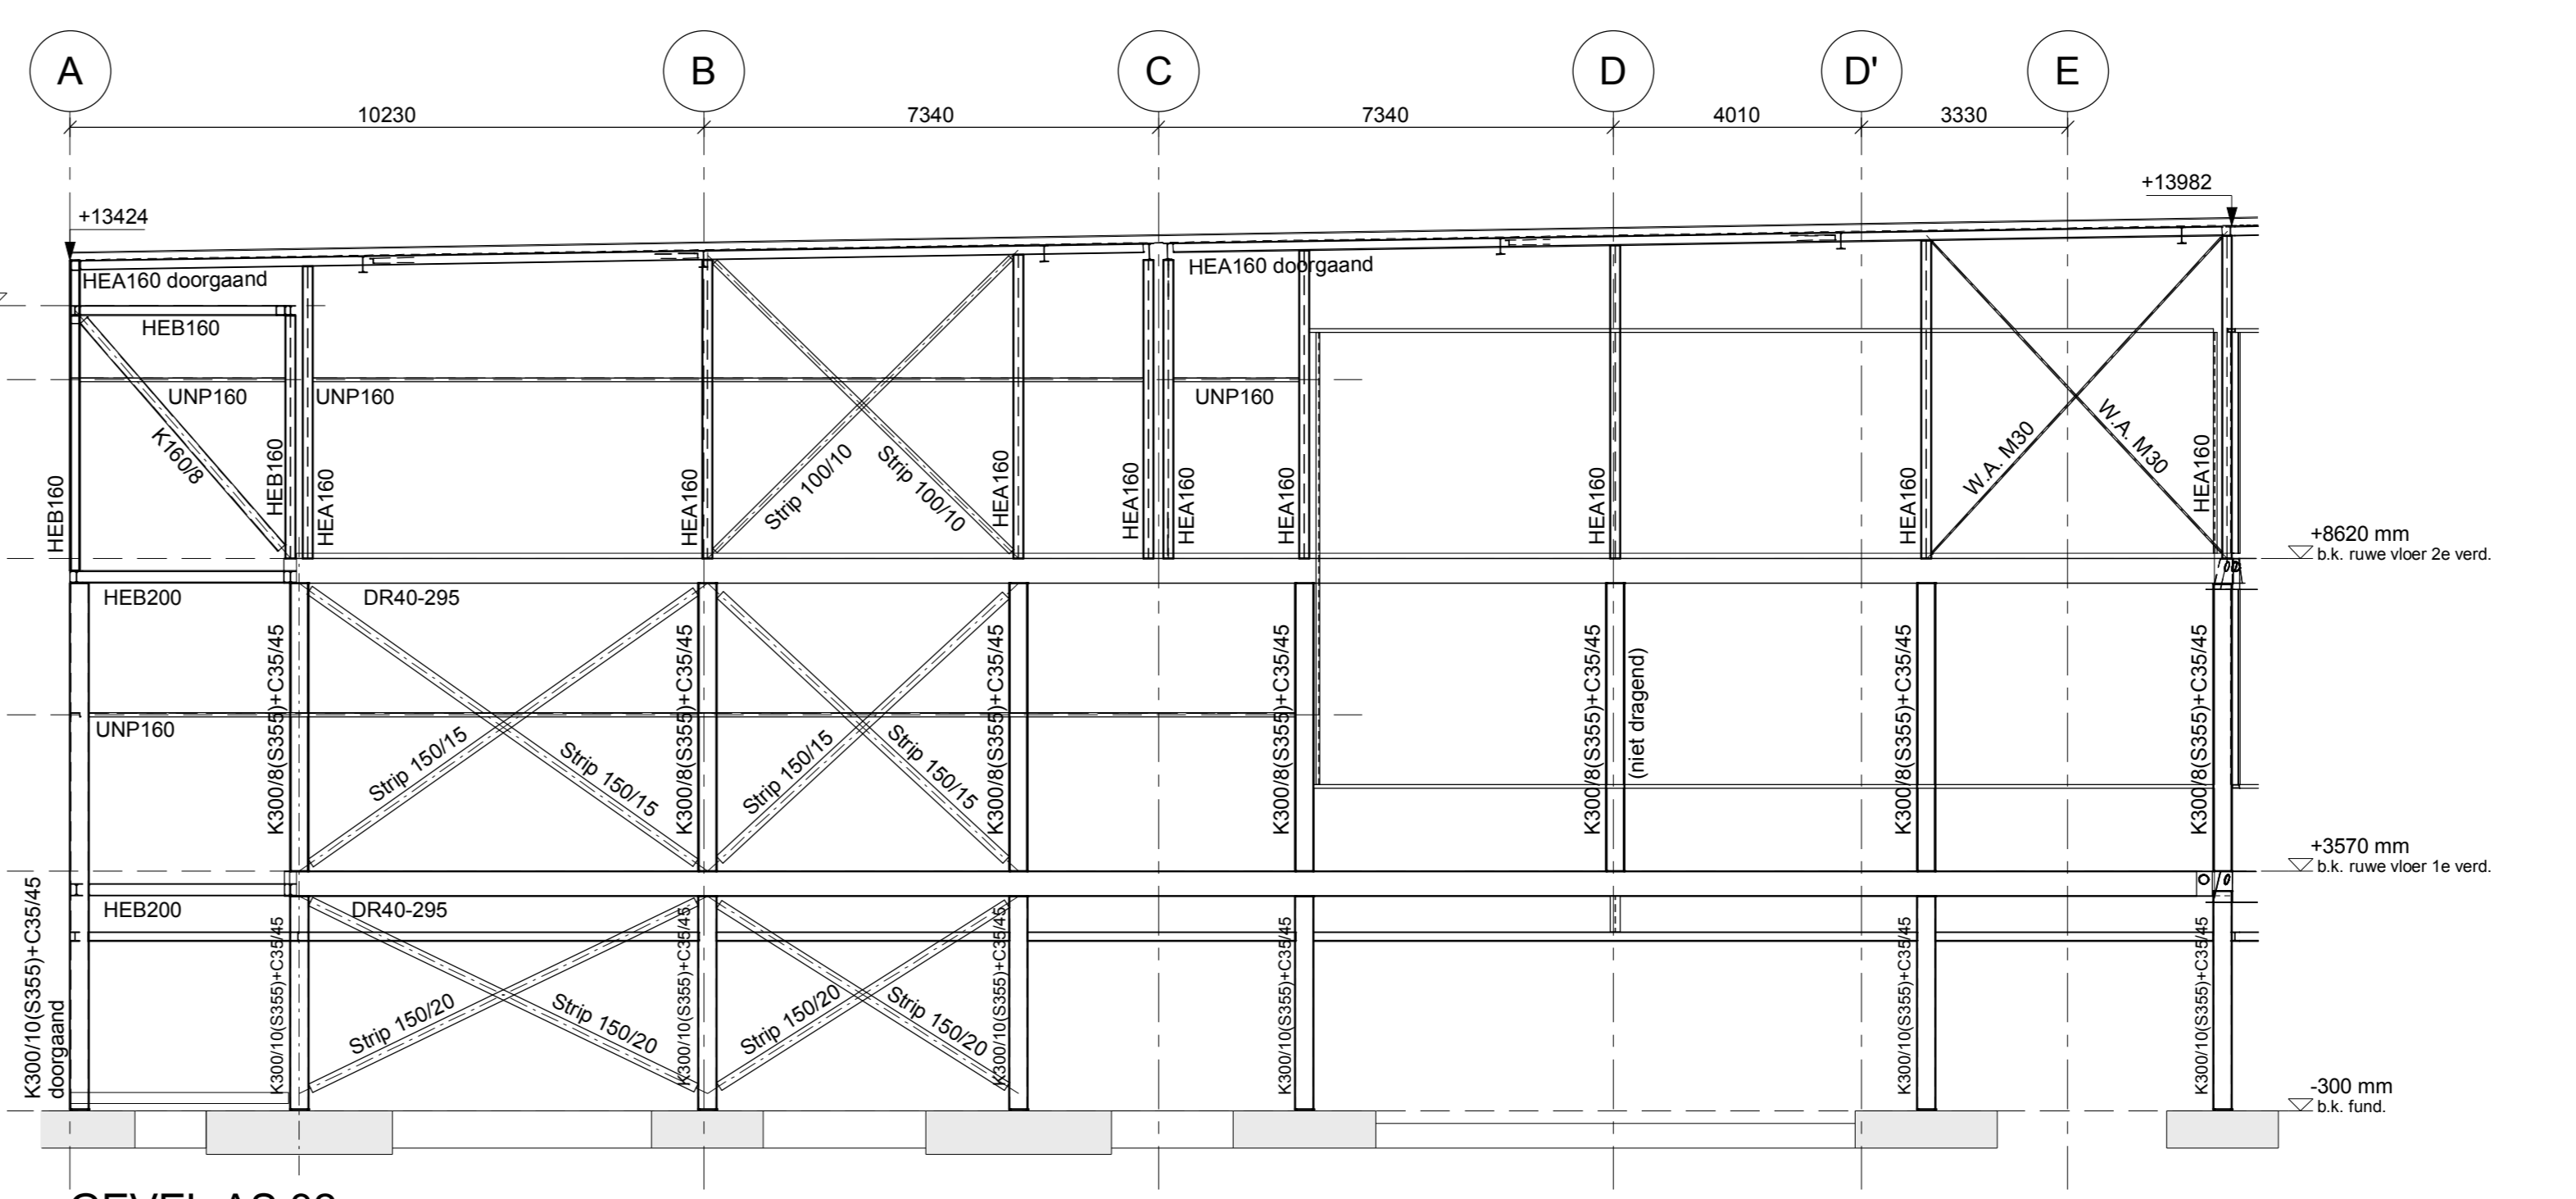 A
B
C
D
D'
E
10230
7340
7340
4010
3330
+13982
+13424
HEA160 doorgaand
HEA160 doorgaand
HEB160
UNP160
UNP160
UNP160
K160/8
HEB160
HEB160
HEA160
HEA160
Strip 100/10
Strip 100/10
HEA160
HEA160
HEA160
HEA160
HEA160
HEA160
W.A. M30
W.A. M30
HEA160
+8620 mm
b.k. ruwe vloer 2e verd.
HEB200
DR40-295
K300/8(S355)+C35/45
K300/8(S355)+C35/45
K300/8(S355)+C35/45
K300/8(S355)+C35/45
K300/8(S355)+C35/45
(niet dragend)
K300/8(S355)+C35/45
K300/8(S355)+C35/45
UNP160
Strip 150/15
Strip 150/15
Strip 150/15
Strip 150/15
+3570 mm
b.k. ruwe vloer 1e verd.
HEB200
DR40-295
K300/10(S355)+C35/45
doorgaand
K300/10(S355)+C35/45
K300/10(S355)+C35/45
K300/10(S355)+C35/45
K300/10(S355)+C35/45
K300/10(S355)+C35/45
K300/10(S355)+C35/45
Strip 150/20
Strip 150/20
Strip 150/20
Strip 150/20
-300 mm
b.k. fund.
GEVEL AS